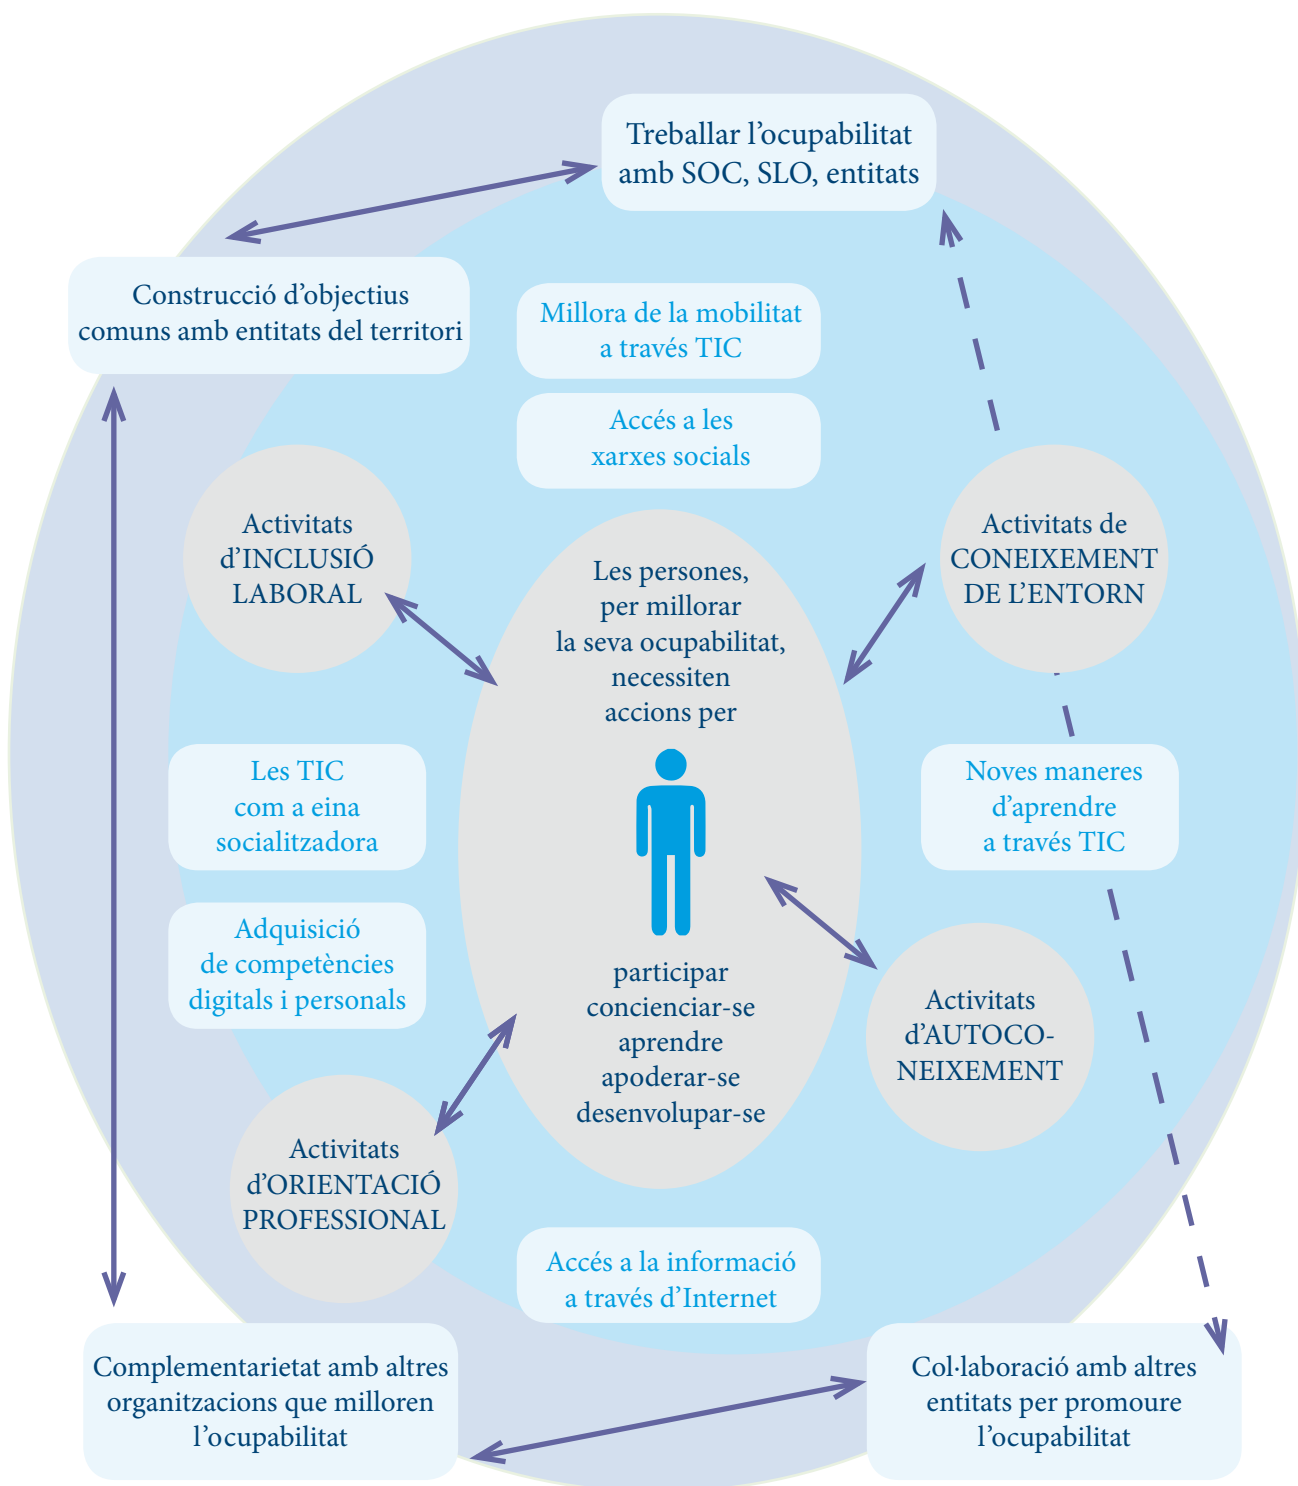 Treballar l’ocupabilitat
amb SOC, SLO, entitats
Construcció d’objectius
comuns amb entitats del territori
Millora de la mobilitat
a través TIC
Accés a les
xarxes socials
Activitats
d’INCLUSIÓ
LABORAL
Activitats de
CONEIXEMENT
DE L’ENTORN
Les persones,
per millorar
la seva ocupabilitat,
necessiten
accions per
Les TIC
com a eina
socialitzadora
Noves maneres
d’aprendre
a través TIC
Adquisició
de competències
digitals i personals
participar
concienciar-se
aprendre
apoderar-se
desenvolupar-se
Activitats
d’AUTOCO-
NEIXEMENT
Activitats
d’ORIENTACIÓ
PROFESSIONAL
Accés a la informació
a través d’Internet
Complementarietat amb altres
organitzacions que milloren
l’ocupabilitat
Col·laboració amb altres
entitats per promoure
l’ocupabilitat